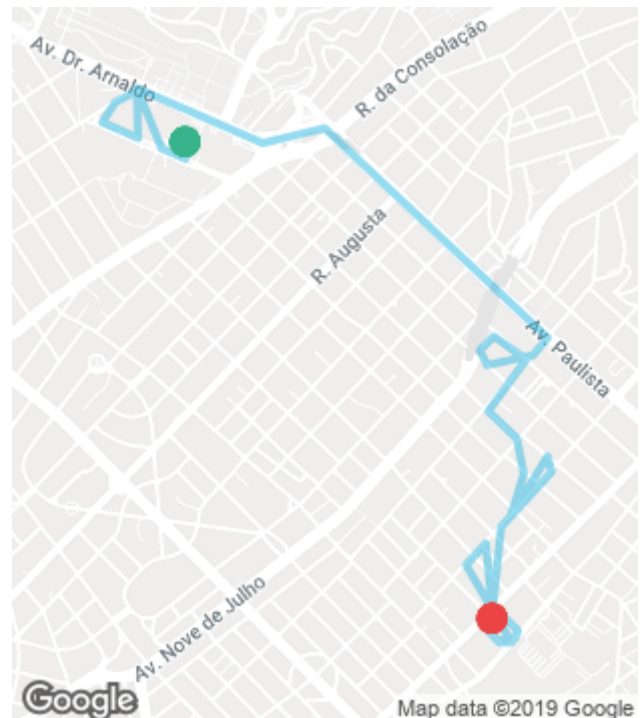 Av. Dr. Arnaldo
R. da Consolação
R. Augusta
Av. Paulista
Av. Nove de Julho
Google
Map data ©2019 Google